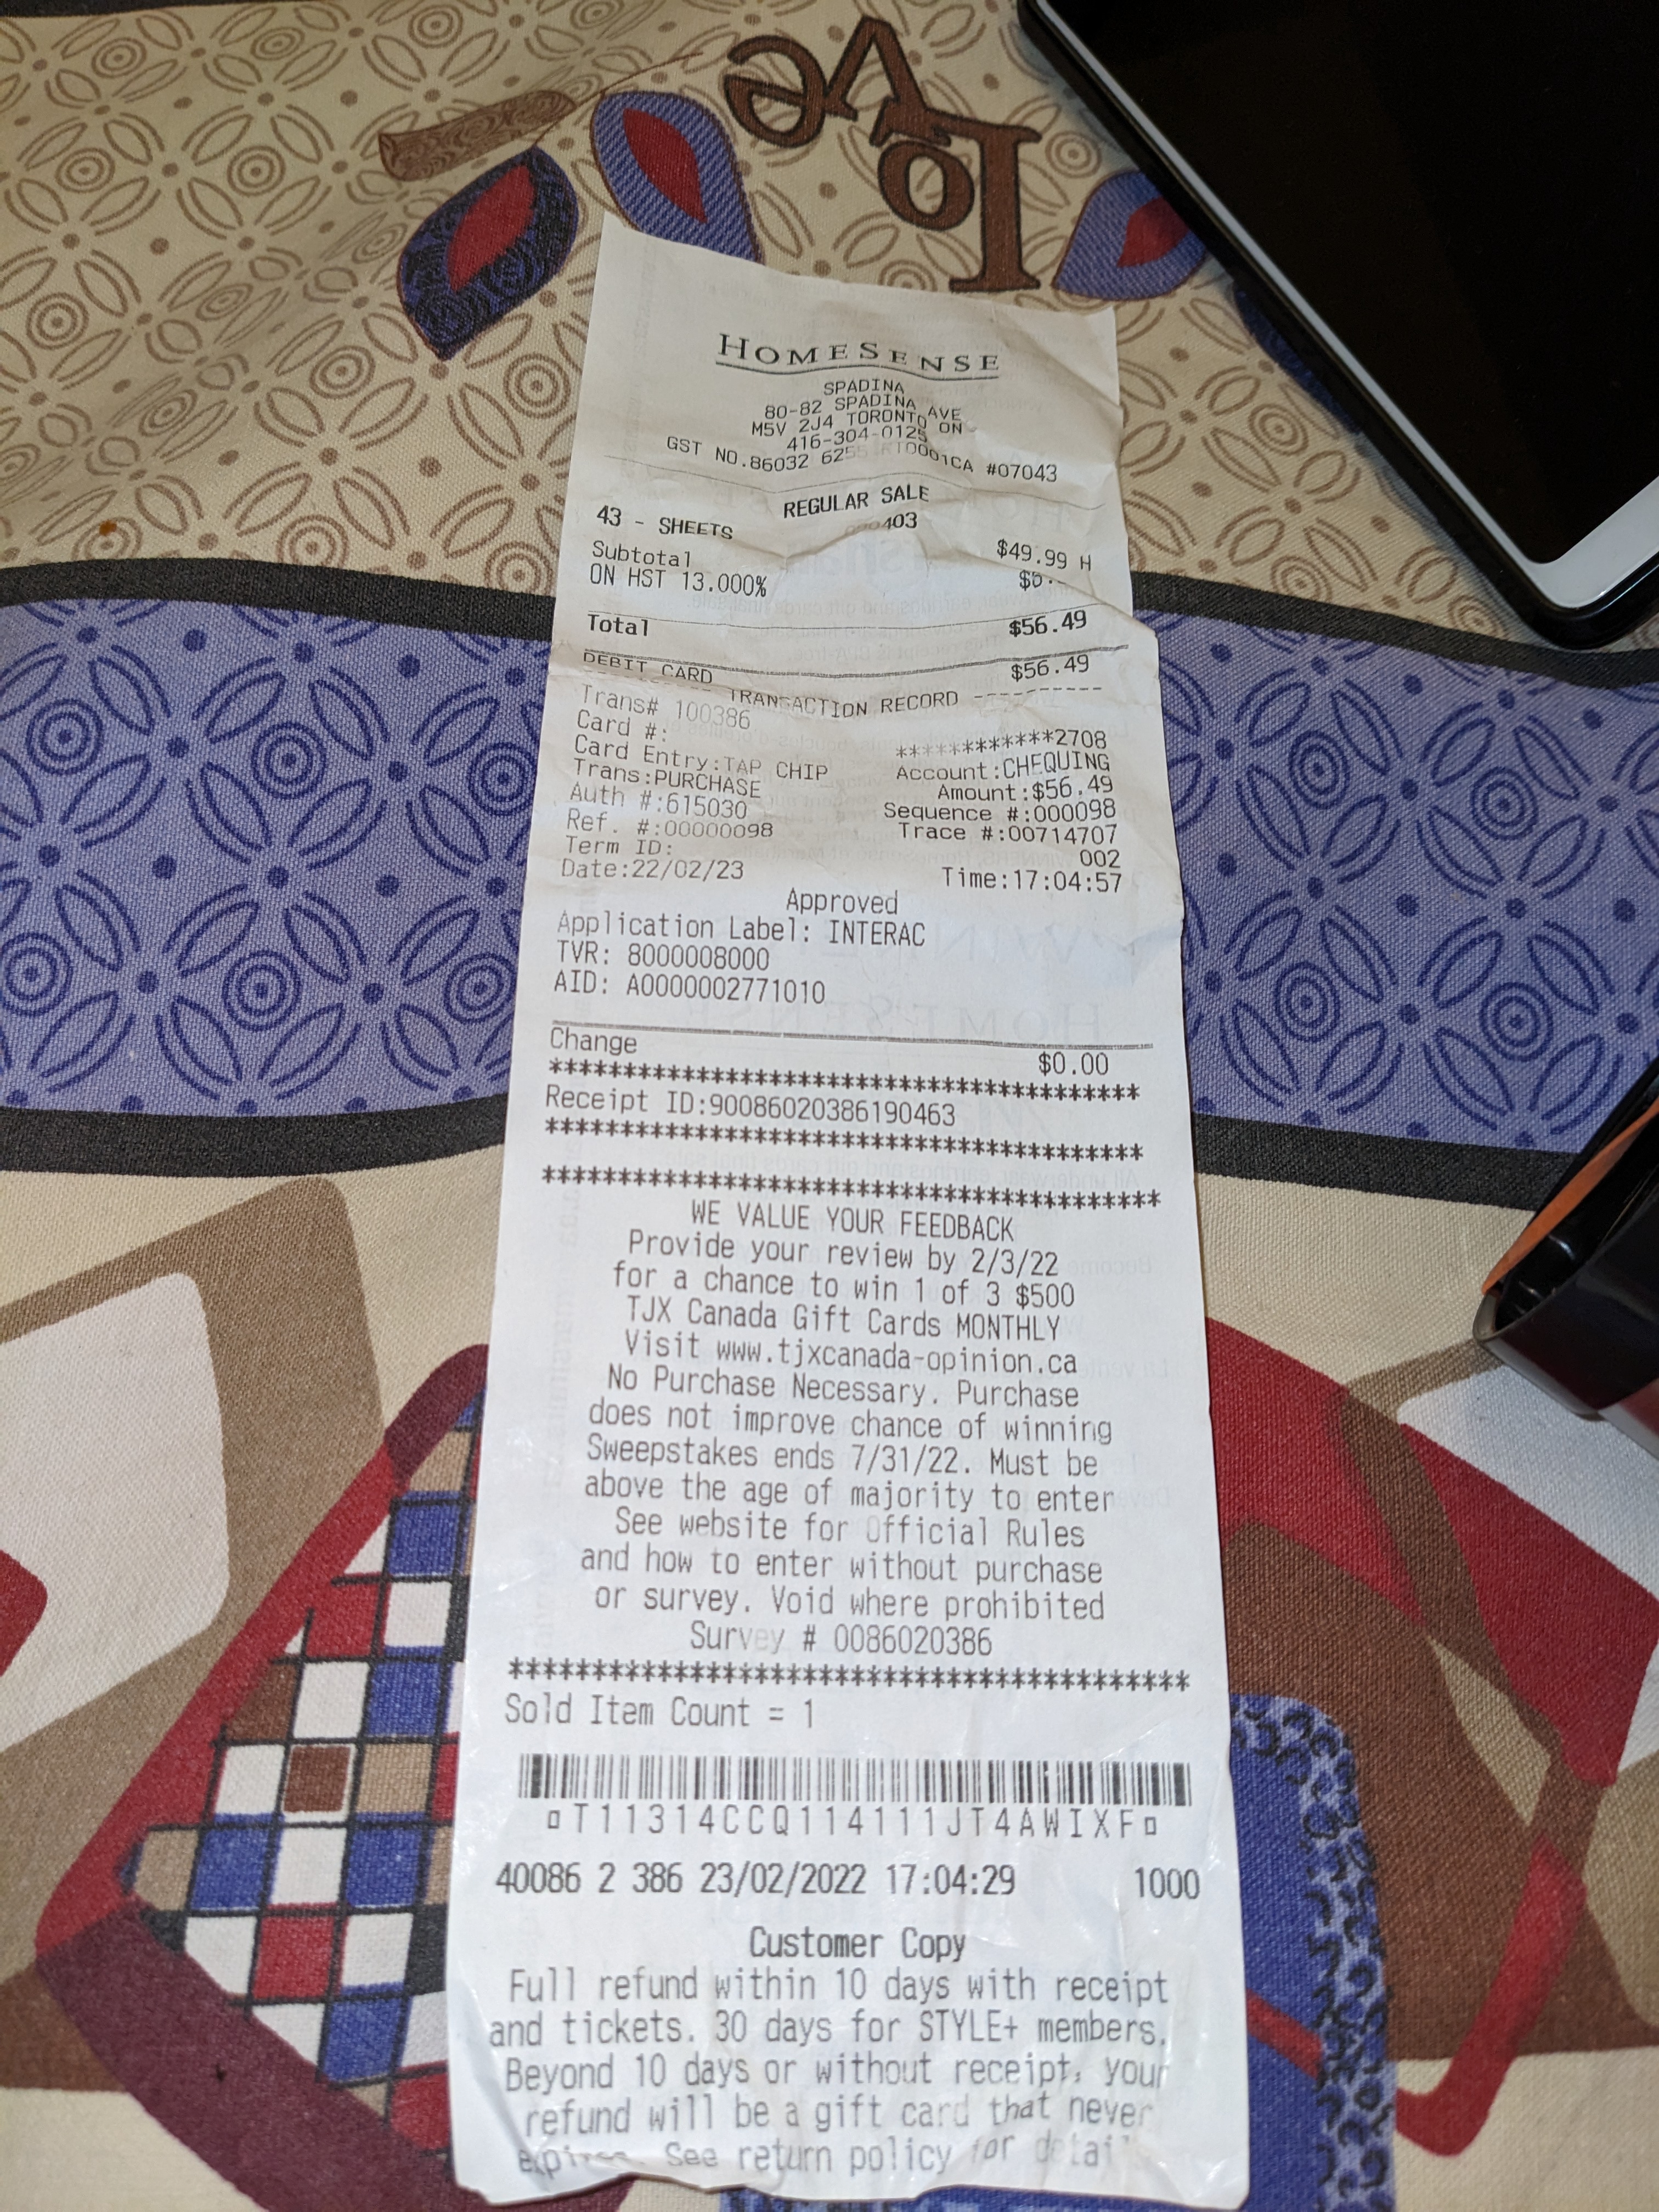 Love
HOMESENSE
SPADINA
80-82 SPADINA AVE
M5V 2J4 TORONTO ON
416-304-0125
GST NO.86032 6255 RT0001CA #07043
REGULAR SALE
43 - SHEETS 000403 $49.99 H
Subtotal
ON HST 13.000%
Total $56.49
DEBIT CARD $56.49
---------- TRANSACTION RECORD ----------
Trans# 100386
Card #: ************2708
Card Entry:TAP CHIP Account:CHEQUING
Trans:PURCHASE Amount:$56.49
Auth #:615030 Sequence #:000098
Ref. #:00000098 Trace #:00714707
Term ID: 002
Date:22/02/23 Time:17:04:57
Approved
Application Label: INTERAC
TVR: 8000008000
AID: A0000002771010
Change $0.00
****************************************
Receipt ID:90086020386190463
****************************************
****************************************
WE VALUE YOUR FEEDBACK
Provide your review by 2/3/22
for a chance to win 1 of 3 $500
TJX Canada Gift Cards MONTHLY
Visit www.tjxcanada-opinion.ca
No Purchase Necessary. Purchase
does not improve chance of winning
Sweepstakes ends 7/31/22. Must be
above the age of majority to enter
See website for Official Rules
and how to enter without purchase
or survey. Void where prohibited
Survey # 0086020386
****************************************
Sold Item Count = 1
¤T11314CCQ114111JT4AWIXF¤
40086 2 386 23/02/2022 17:04:29 1000
Customer Copy
Full refund within 10 days with receipt
and tickets. 30 days for STYLE+ members.
Beyond 10 days or without receipt, your
refund will be a gift card that never
See return policy for